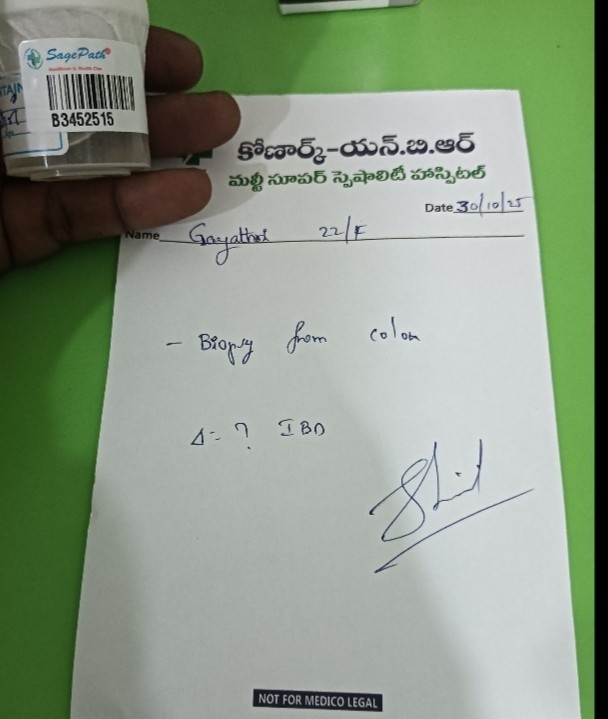 SagePath
B3452515
కోణార్క్-యన్.బి.ఆర్
మల్టీ సూపర్ స్పెషాలిటీ హాస్పిటల్
Date 30/10/25
Name Gayathri 22/F
- Biopsy from colon
Δ= ? IBD
NOT FOR MEDICO LEGAL